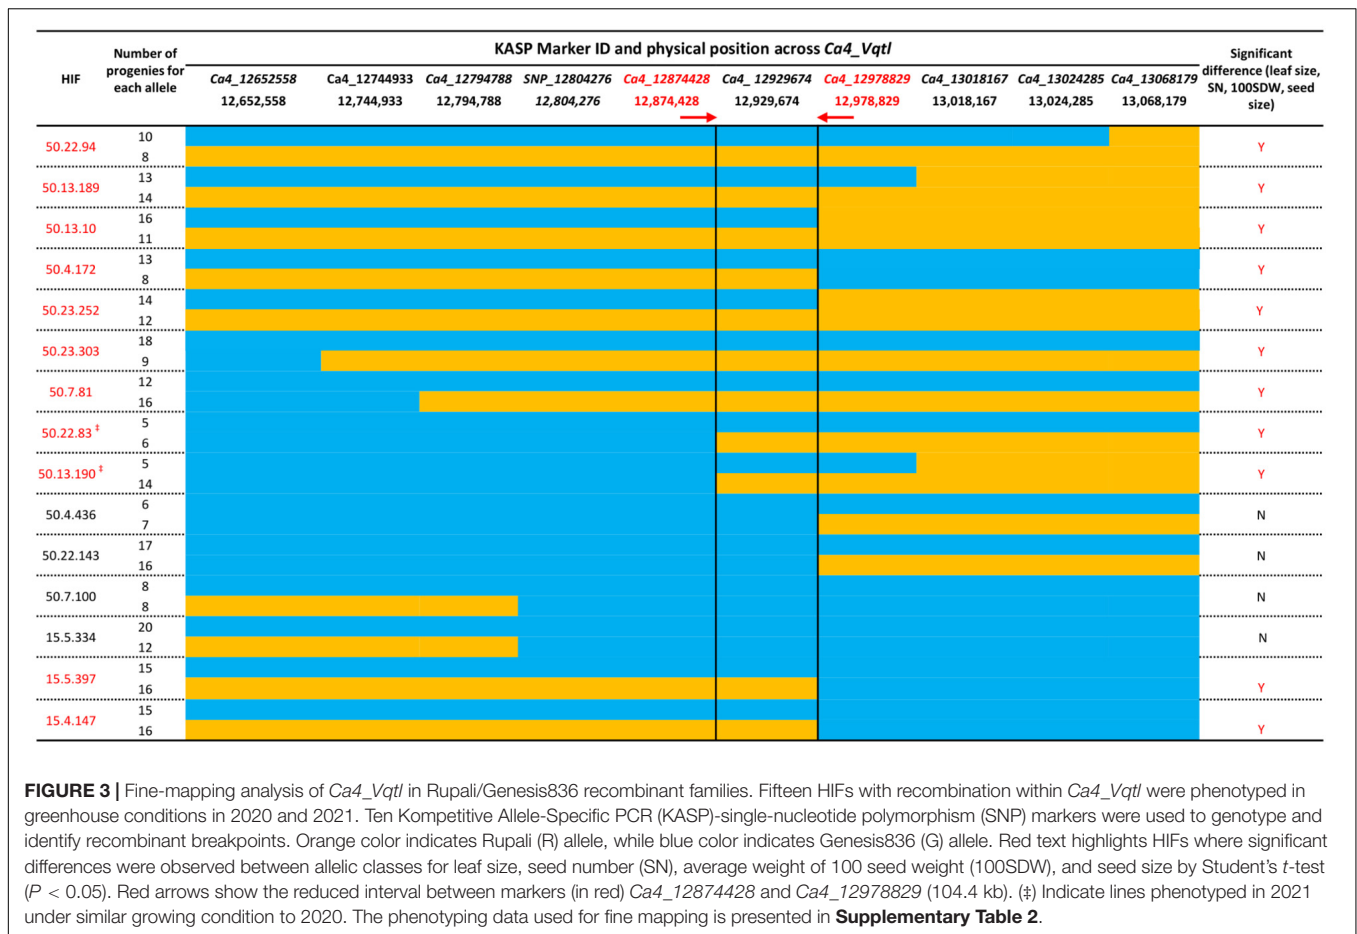 KASP Marker ID and physical position across Ca4_VqtI
HIF
Number of progenies for each allele
Ca4_12652558 Ca4_12744933 Ca4_12794788 SNP_12804276 Ca4_12874428 Ca4_12929674 Ca4_12978829 Ca4_13018167 Ca4_13024285 Ca4_13068179
12,652,558 12,744,933 12,794,788 12,804,276 12,874,428 12,929,674 12,978,829 13,018,167 13,024,285 13,068,179
Significant difference (leaf size, SN, 100SDW, seed size)
50.22.94 10 8 Y
50.13.189 13 14 Y
50.13.10 16 11 Y
50.4.172 13 8 Y
50.23.252 14 12 Y
50.23.303 18 9 Y
50.7.81 12 16 Y
50.22.83 ‡ 5 6 Y
50.13.190 ‡ 5 14 Y
50.4.436 6 7 N
50.22.143 17 16 N
50.7.100 8 8 N
15.5.334 20 12 N
15.5.397 15 16 Y
15.4.147 15 16 Y
FIGURE 3 | Fine-mapping analysis of Ca4_VqtI in Rupali/Genesis836 recombinant families. Fifteen HIFs with recombination within Ca4_VqtI were phenotyped in
greenhouse conditions in 2020 and 2021. Ten Kompetitive Allele-Specific PCR (KASP)-single-nucleotide polymorphism (SNP) markers were used to genotype and
identify recombinant breakpoints. Orange color indicates Rupali (R) allele, while blue color indicates Genesis836 (G) allele. Red text highlights HIFs where significant
differences were observed between allelic classes for leaf size, seed number (SN), average weight of 100 seed weight (100SDW), and seed size by Student's t-test
(P < 0.05). Red arrows show the reduced interval between markers (in red) Ca4_12874428 and Ca4_12978829 (104.4 kb). (‡) Indicate lines phenotyped in 2021
under similar growing condition to 2020. The phenotyping data used for fine mapping is presented in Supplementary Table 2.